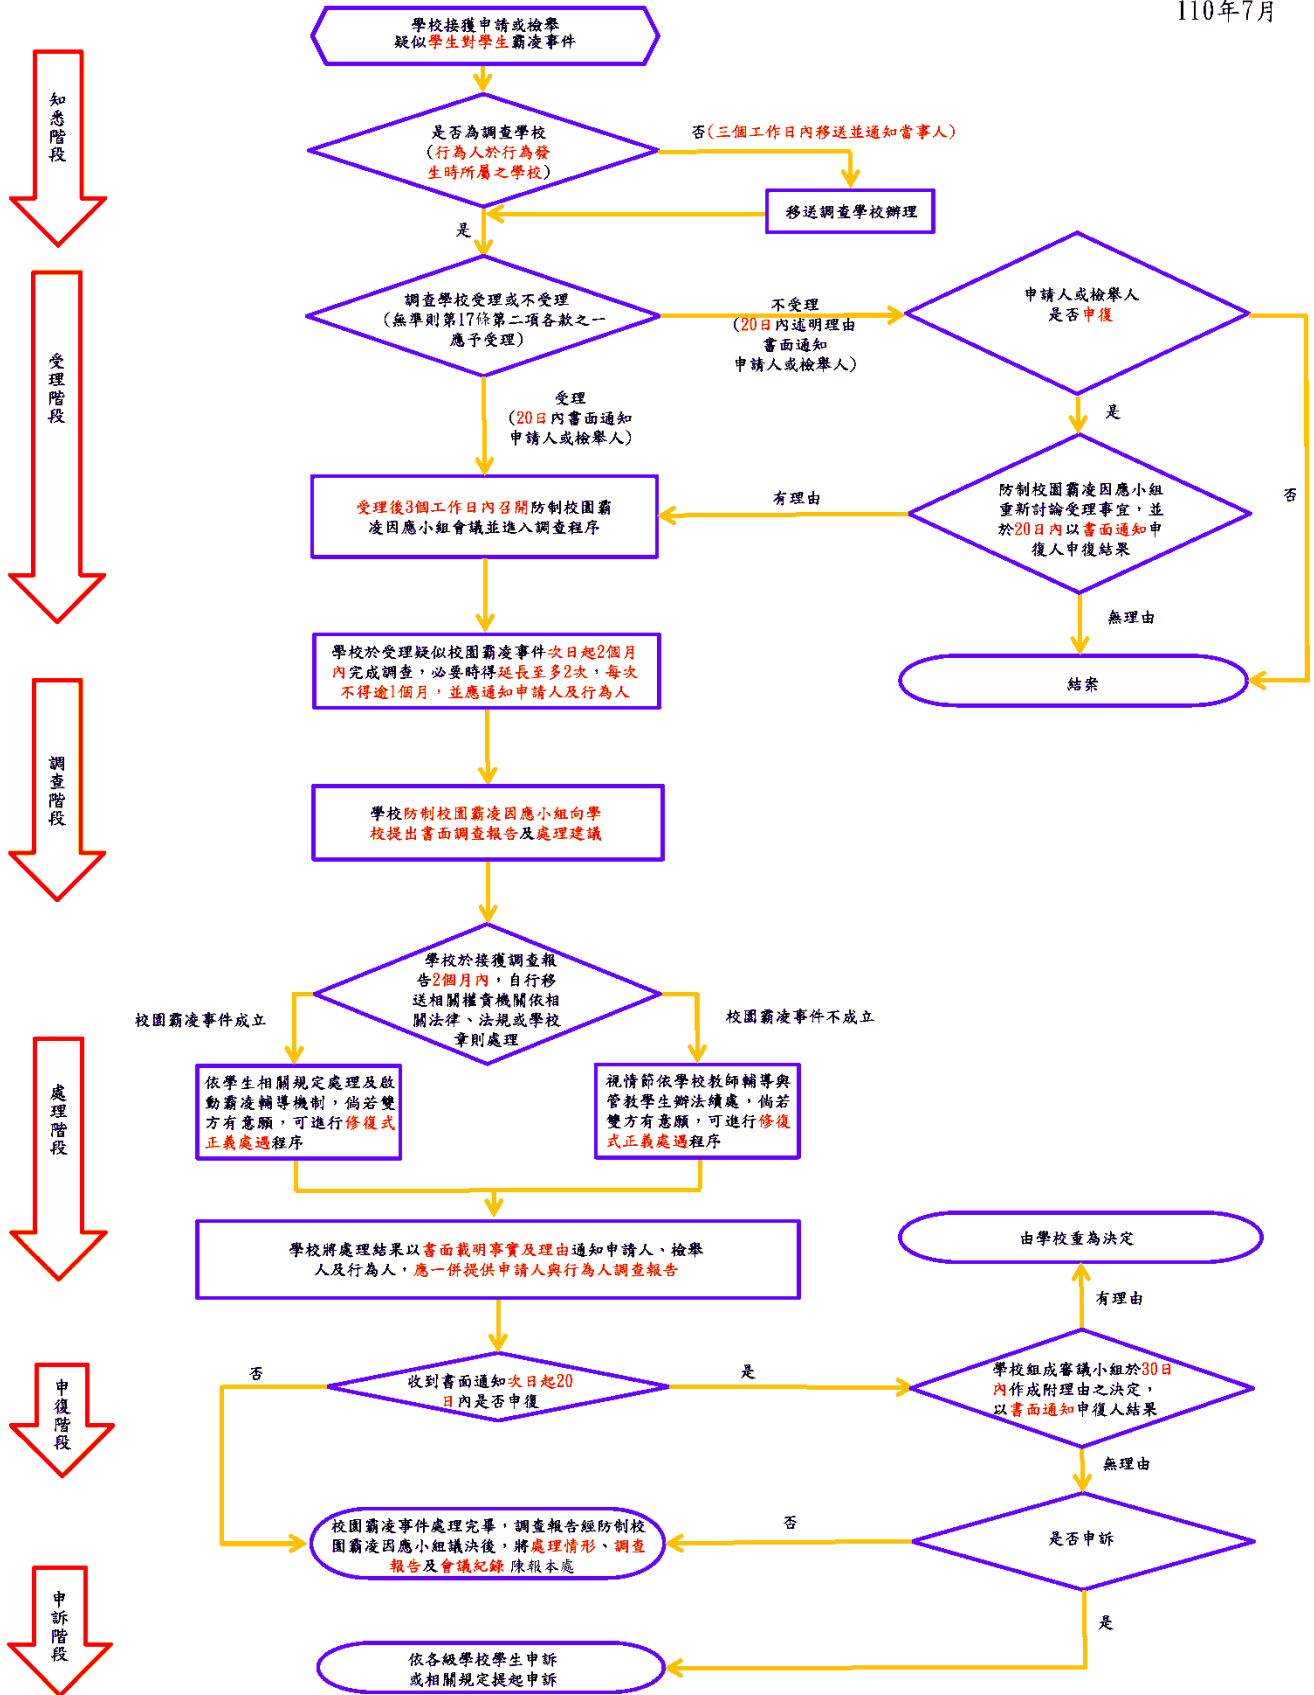 110年7月
學校接獲申請或檢舉
疑似學生對學生霸凌事件
知悉階段
是否為調查學校
(行為人於行為發
生時所屬之學校)
否(三個工作日內移送並通知當事人)
移送調查學校辦理
是
受理階段
調查學校受理或不受理
(無準則第17條第二項各款之一
應予受理)
不受理
(20日內述明理由
書面通知
申請人或檢舉人)
申請人或檢舉人
是否申復
受理
(20日內書面通知
申請人或檢舉人)
是
否
受理後3個工作日內召開防制校園霸
凌因應小組會議並進入調查程序
有理由
防制校園霸凌因應小組
重新討論受理事宜，並
於20日內以書面通知申
復人申復結果
無理由
結案
學校於受理疑似校園霸凌事件次日起2個月
內完成調查，必要時得延長至多2次，每次
不得逾1個月，並應通知申請人及行為人
調查階段
學校防制校園霸凌因應小組向學
校提出書面調查報告及處理建議
學校於接獲調查報
告2個月內，自行移
送相關權責機關依相
關法律、法規或學校
章則處理
校園霸凌事件成立
校園霸凌事件不成立
處理階段
依學生相關規定處理及啟
動霸凌輔導機制，倘若雙
方有意願，可進行修復式
正義處遇程序
視情節依學校教師輔導與
管教學生辦法續處，倘若
雙方有意願，可進行修復
式正義處遇程序
學校將處理結果以書面載明事實及理由通知申請人、檢舉
人及行為人，應一併提供申請人與行為人調查報告
由學校重為決定
有理由
申復階段
否
收到書面通知次日起20
日內是否申復
是
學校組成審議小組於30日
內作成附理由之決定，
以書面通知申復人結果
無理由
校園霸凌事件處理完畢，調查報告經防制校
園霸凌因應小組議決後，將處理情形、調查
報告及會議紀錄陳報本處
否
是否申訴
是
申訴階段
依各級學校學生申訴
或相關規定提起申訴